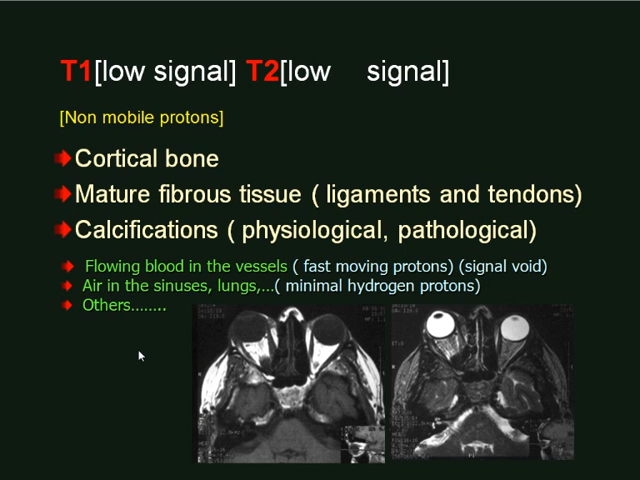 T1[low signal] T2[low signal]
[Non mobile protons]
Cortical bone
Mature fibrous tissue ( ligaments and tendons)
Calcifications ( physiological, pathological)
Flowing blood in the vessels ( fast moving protons) (signal void)
Air in the sinuses, lungs,...( minimal hydrogen protons)
Others........